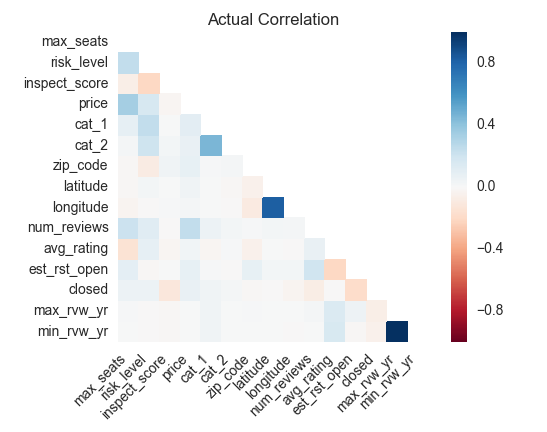 Actual Correlation
max_seats
risk_level
inspect_score
price
cat_1
cat_2
zip_code
latitude
longitude
num_reviews
avg_rating
est_rst_open
closed
max_rvw_yr
min_rvw_yr
max_seats
risk_level
inspect_score
price
cat_1
cat_2
zip_code
latitude
longitude
num_reviews
avg_rating
est_rst_open
closed
max_rvw_yr
min_rvw_yr
0.8
0.4
0.0
−0.4
−0.8